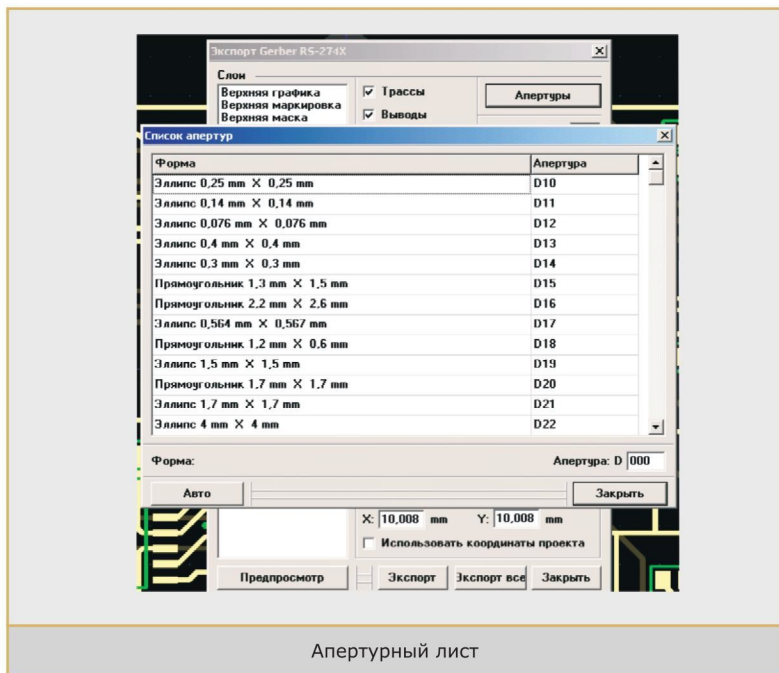 Экспорт Gerber RS-274X
Слои
Верхняя графика
Верхняя маркировка
Верхняя маска
Трассы
Выводы
Апертуры
Список апертур
Форма Апертура
Эллипс 0,25 mm X 0,25 mm D10
Эллипс 0,14 mm X 0,14 mm D11
Эллипс 0,076 mm X 0,076 mm D12
Эллипс 0,4 mm X 0,4 mm D13
Эллипс 0,3 mm X 0,3 mm D14
Прямоугольник 1,3 mm X 1,5 mm D15
Прямоугольник 2,2 mm X 2,6 mm D16
Эллипс 0,564 mm X 0,567 mm D17
Прямоугольник 1,2 mm X 0,6 mm D18
Эллипс 1,5 mm X 1,5 mm D19
Прямоугольник 1,7 mm X 1,7 mm D20
Эллипс 1,7 mm X 1,7 mm D21
Эллипс 4 mm X 4 mm D22
Форма: Апертура: D 000
Авто Закрыть
X: 10,008 mm Y: 10,008 mm
Использовать координаты проекта
Предпросмотр Экспорт Экспорт все Закрыть
Апертурный лист